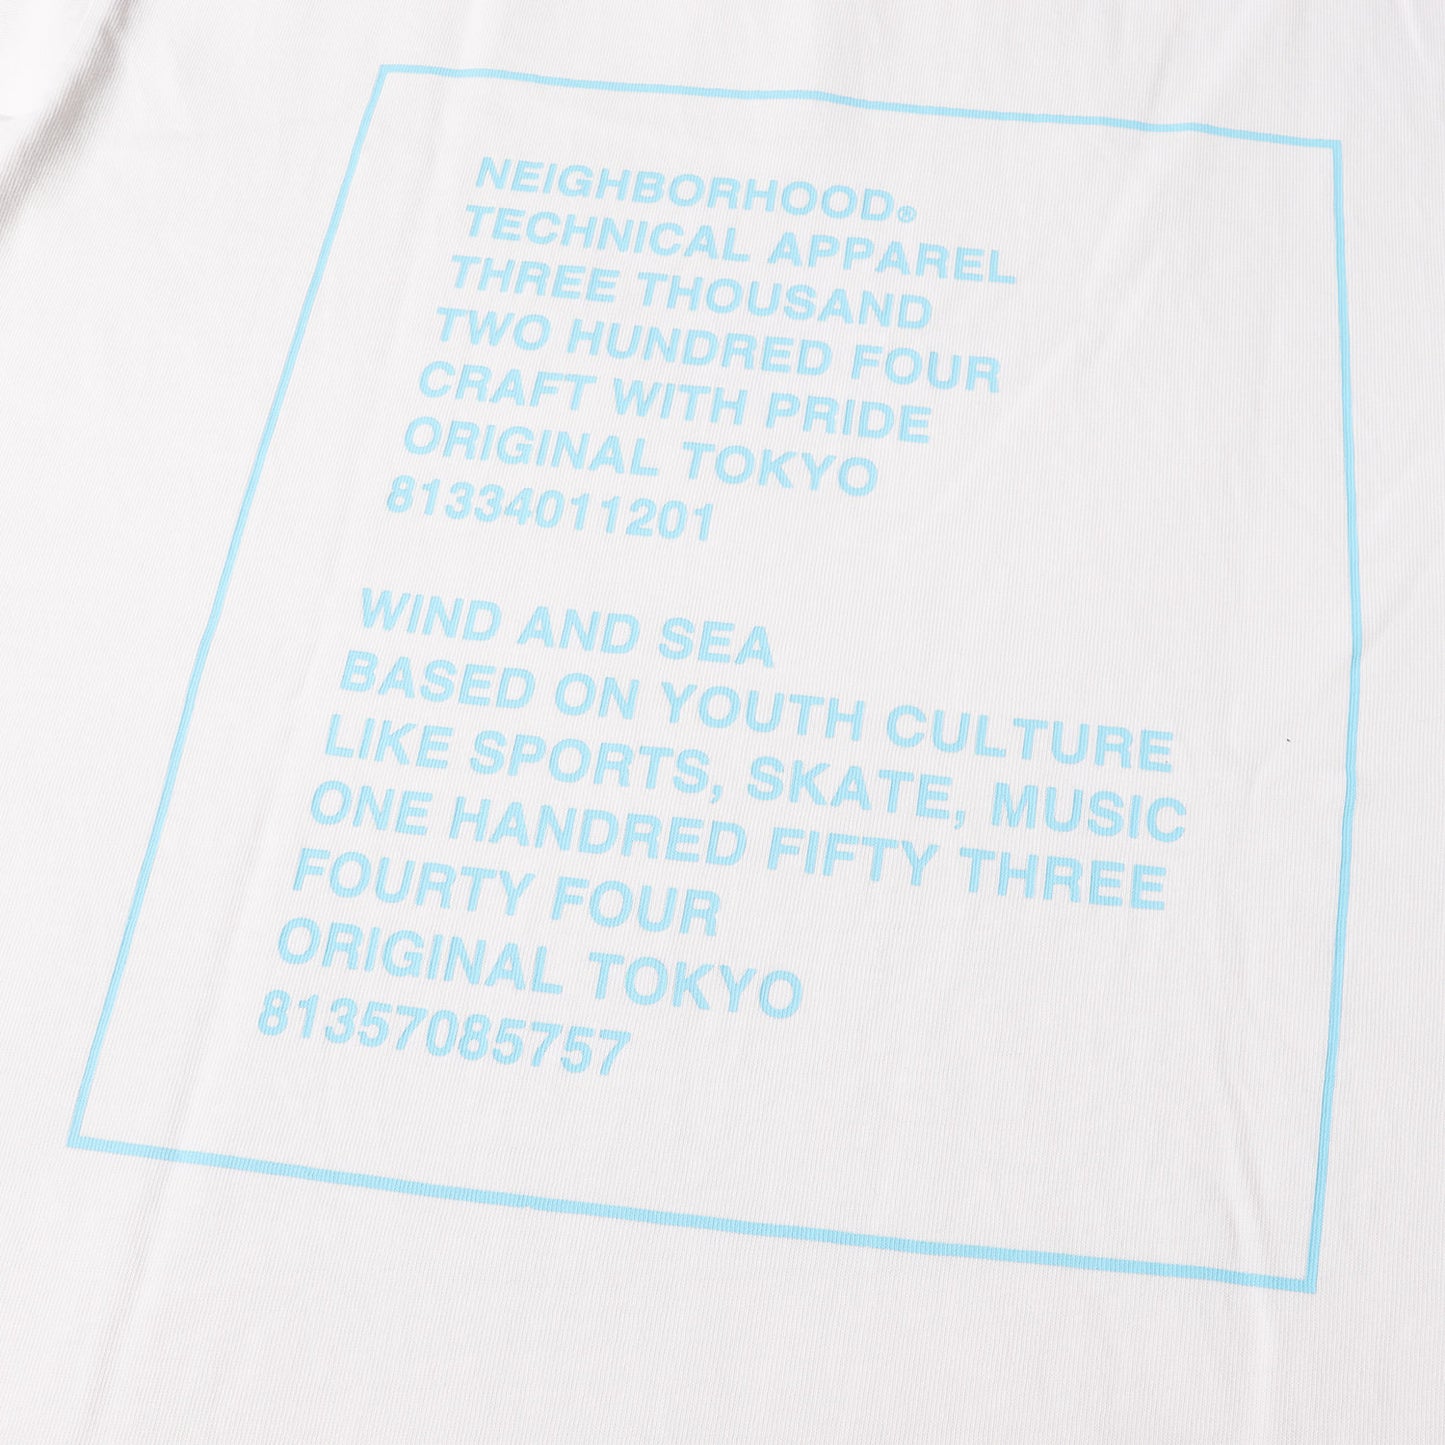 NEIGHBORHOOD®
TECHNICAL APPAREL
THREE THOUSAND
TWO HUNDRED FOUR
CRAFT WITH PRIDE
ORIGINAL TOKYO
81334011201
WIND AND SEA
BASED ON YOUTH CULTURE
LIKE SPORTS, SKATE, MUSIC
ONE HANDRED FIFTY THREE
FOURTY FOUR
ORIGINAL TOKYO
81357085757